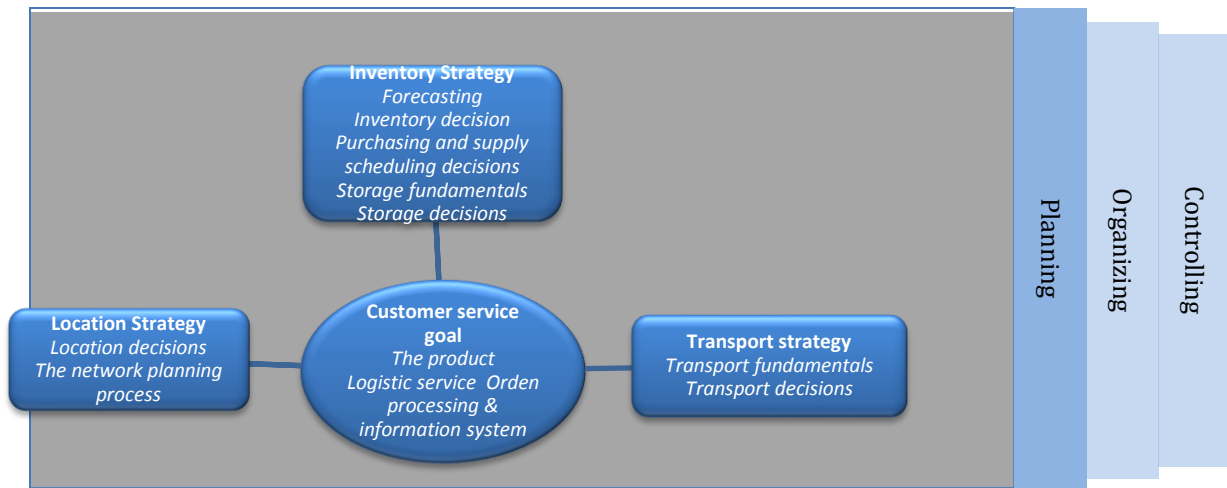 Inventory Strategy
Forecasting
Inventory decision
Purchasing and supply
scheduling decisions
Storage fundamentals
Storage decisions
Location Strategy
Location decisions
The network planning
process
Customer service
goal
The product
Logistic service  Orden
processing &
information system
Transport strategy
Transport fundamentals
Transport decisions
Planning
Organizing
Controlling